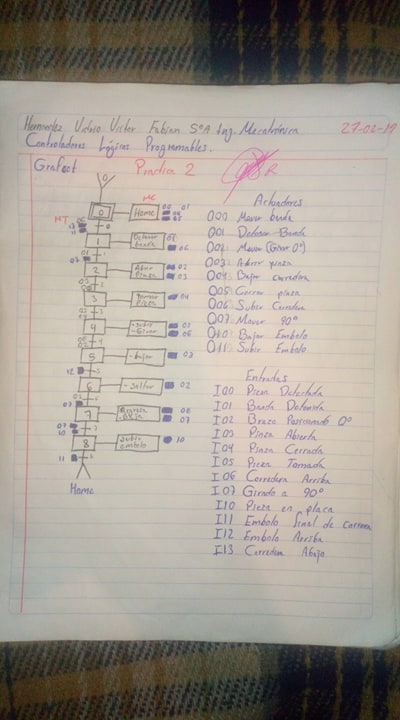 Hernandez Vidrio Victor Fabian 5°A Ing. Mecatrónica 27-02-19
Controladores Lógicos Programables.
Grafcet Practica 2
Actuadores
O00 Mover banda
O01 Detener Banda
O02: Mover (Girar 0°)
O03: Abrir pinza
O04: Bajar corredera
O05: Cerrar pinza
O06: Subir Corredera
O07: Mover 90°
O10: Bajar Embolo
O11: Subir Embolo
Entradas
I00 Pieza Detectada
I01 Banda Detenida
I02 Brazo Posicionado 0°
I03 Pinza Abierta
I04 Pinza Cerrada
I05 Pieza Tomada
I06 Corredera Arriba
I07 Girado a 90°
I10 Pieza en placa
I11 Embolo final de carrera
I12 Embolo Arriba
I13 Corredera Abajo
0 Home
1 Detener banda
2 Abrir Pinza
3
4 -subir -Girar
5 -bajar
6 -Soltar
7
8 Subir embolo
Home